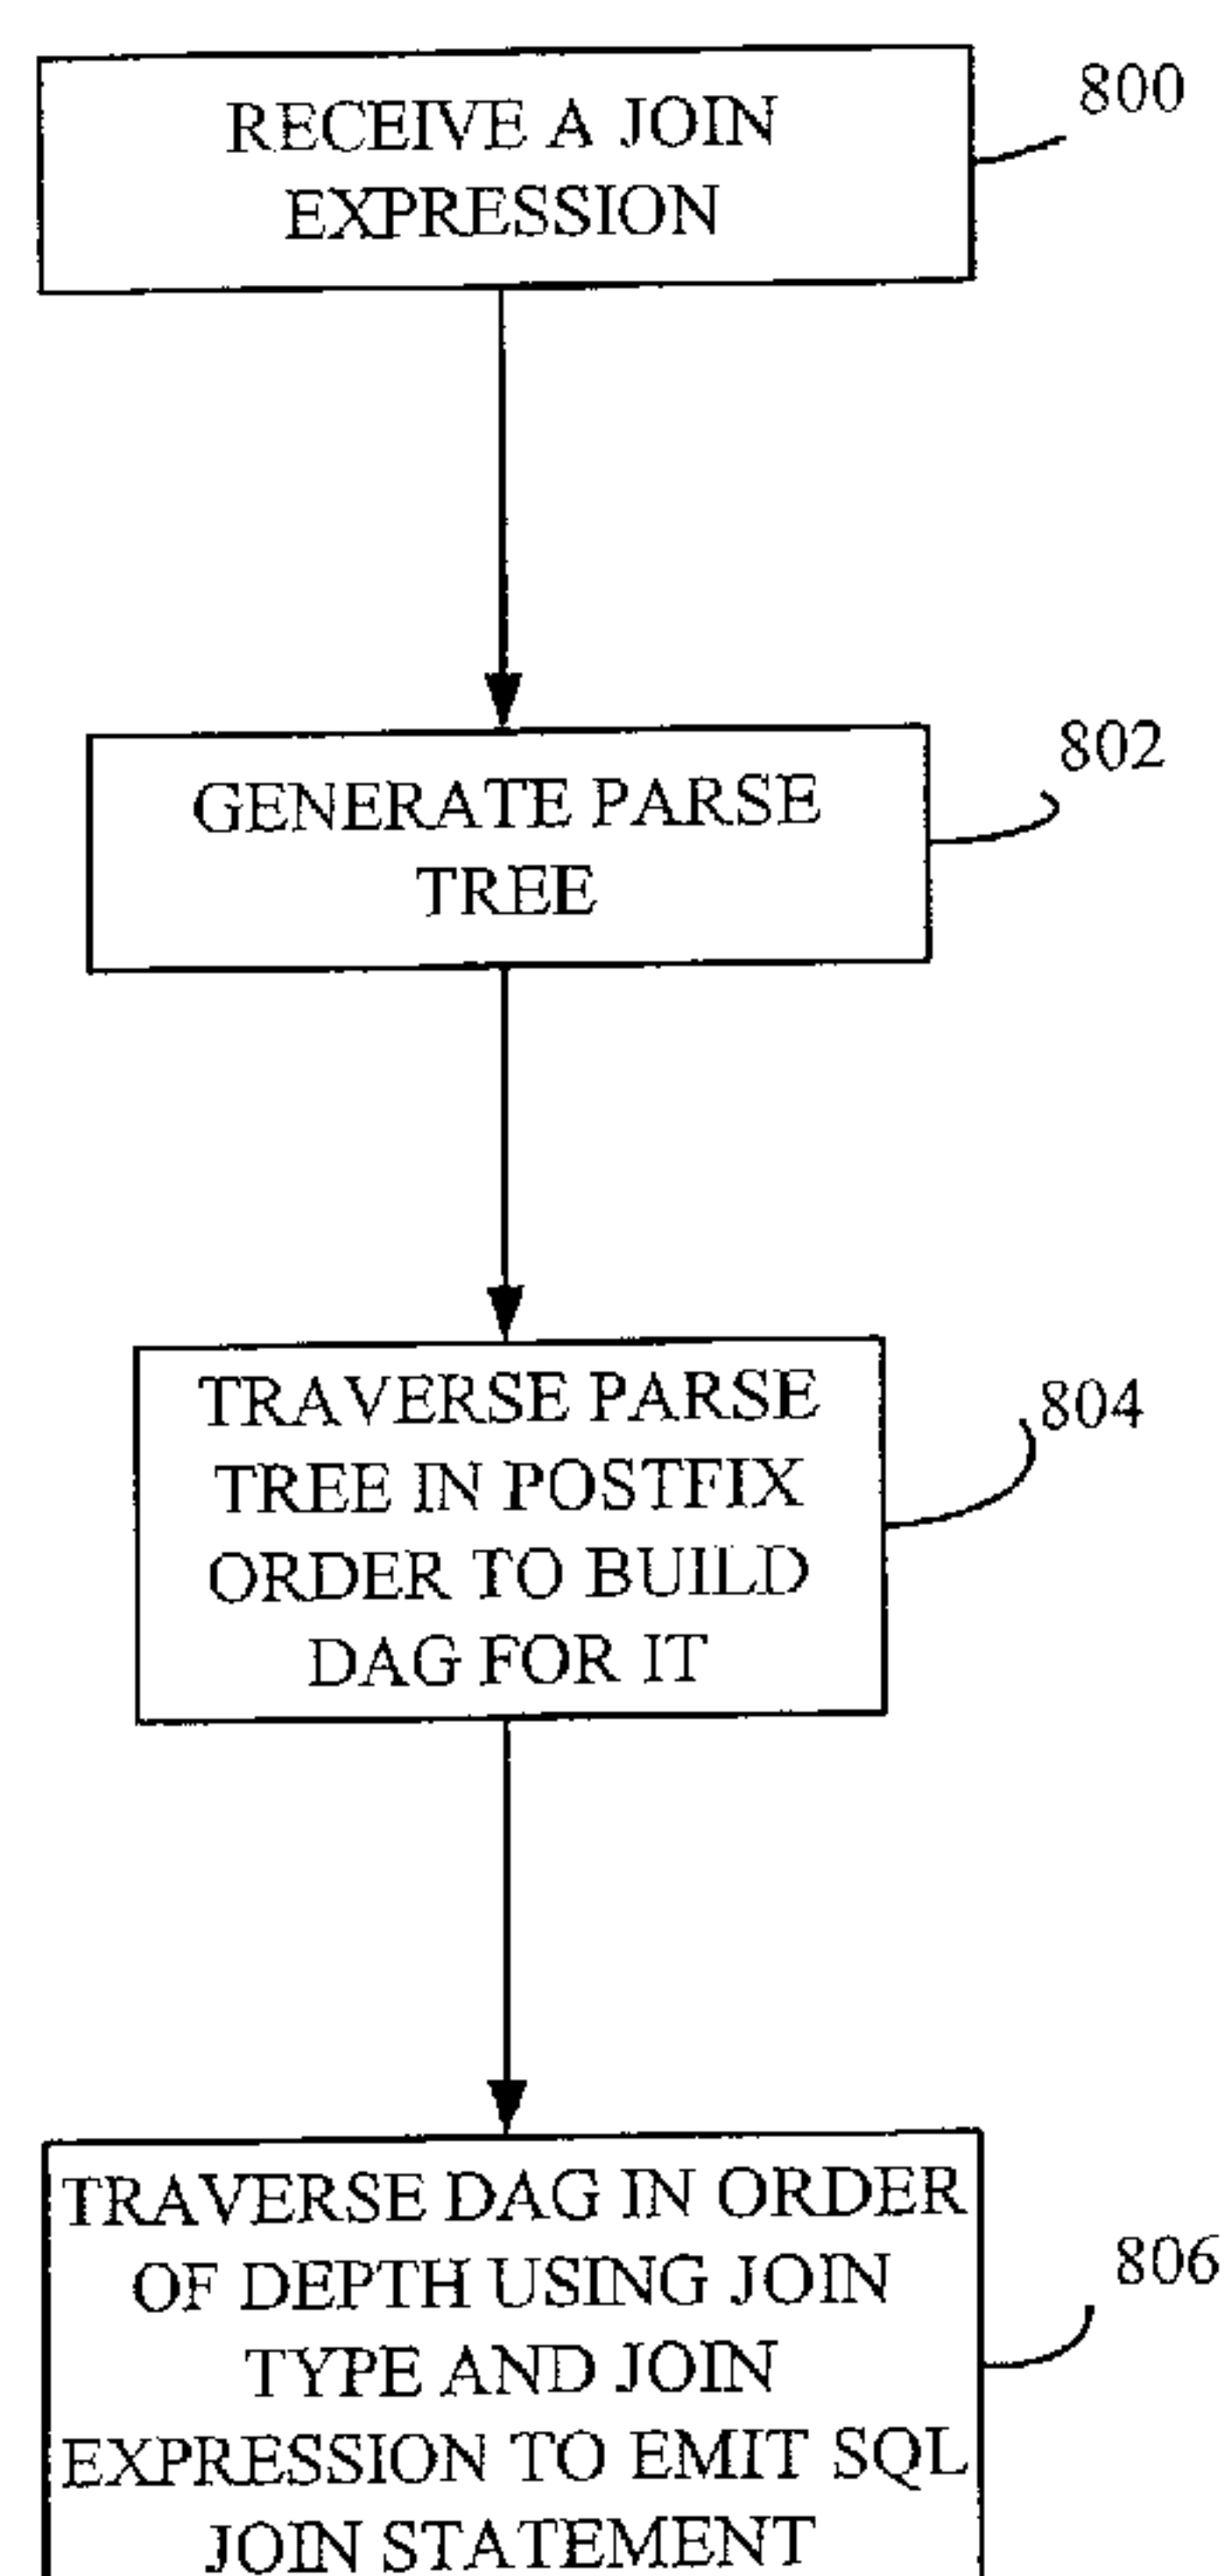 RECEIVE A JOIN
EXPRESSION
800
GENERATE PARSE
TREE
802
TRAVERSE PARSE
TREE IN POSTFIX
ORDER TO BUILD
DAG FOR IT
804
TRAVERSE DAG IN ORDER
OF DEPTH USING JOIN
TYPE AND JOIN
EXPRESSION TO EMIT SQL
JOIN STATEMENT
806